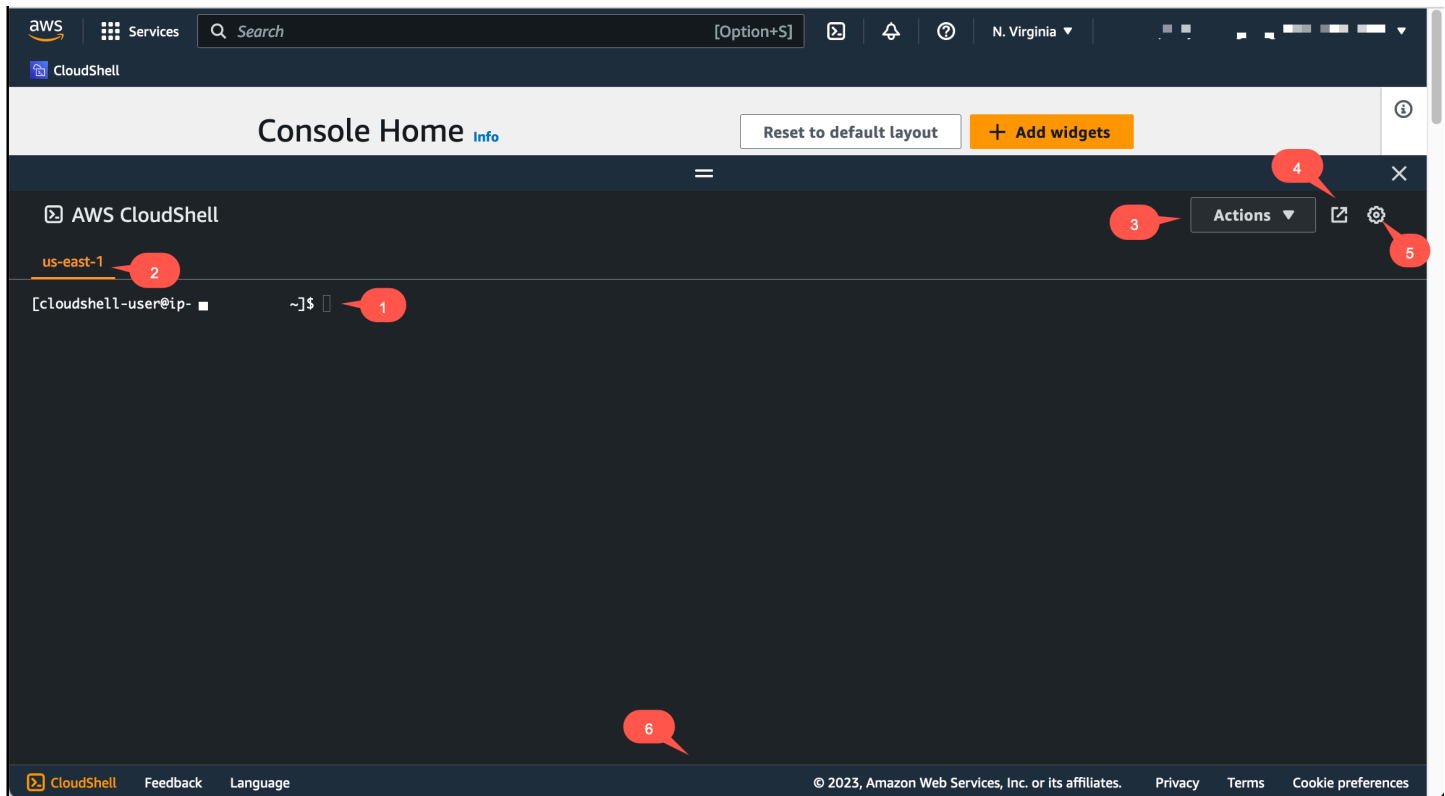 aws Services Search [Option+S] N. Virginia
CloudShell
Console Home Info Reset to default layout + Add widgets
4
AWS CloudShell Actions
3
5
us-east-1
2
[cloudshell-user@ip- ~]$
1
6
CloudShell Feedback Language © 2023, Amazon Web Services, Inc. or its affiliates. Privacy Terms Cookie preferences